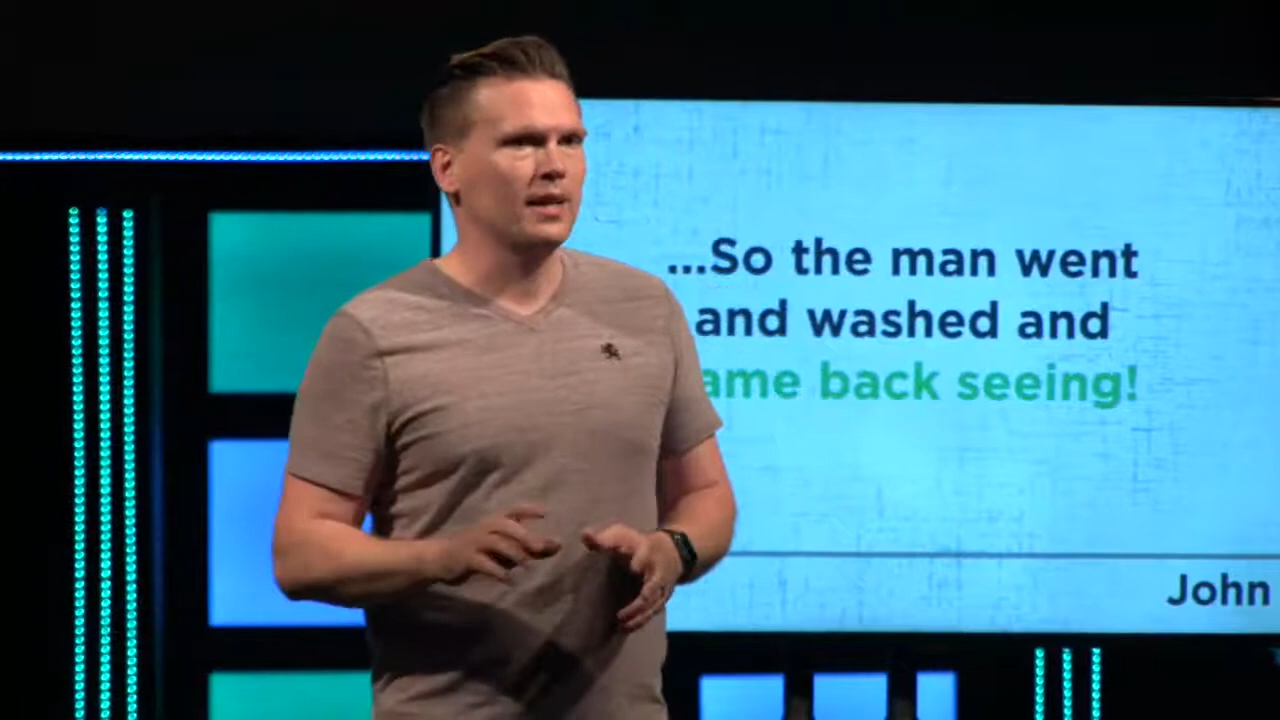 ...So the man went
and washed and
ame back seeing!
John